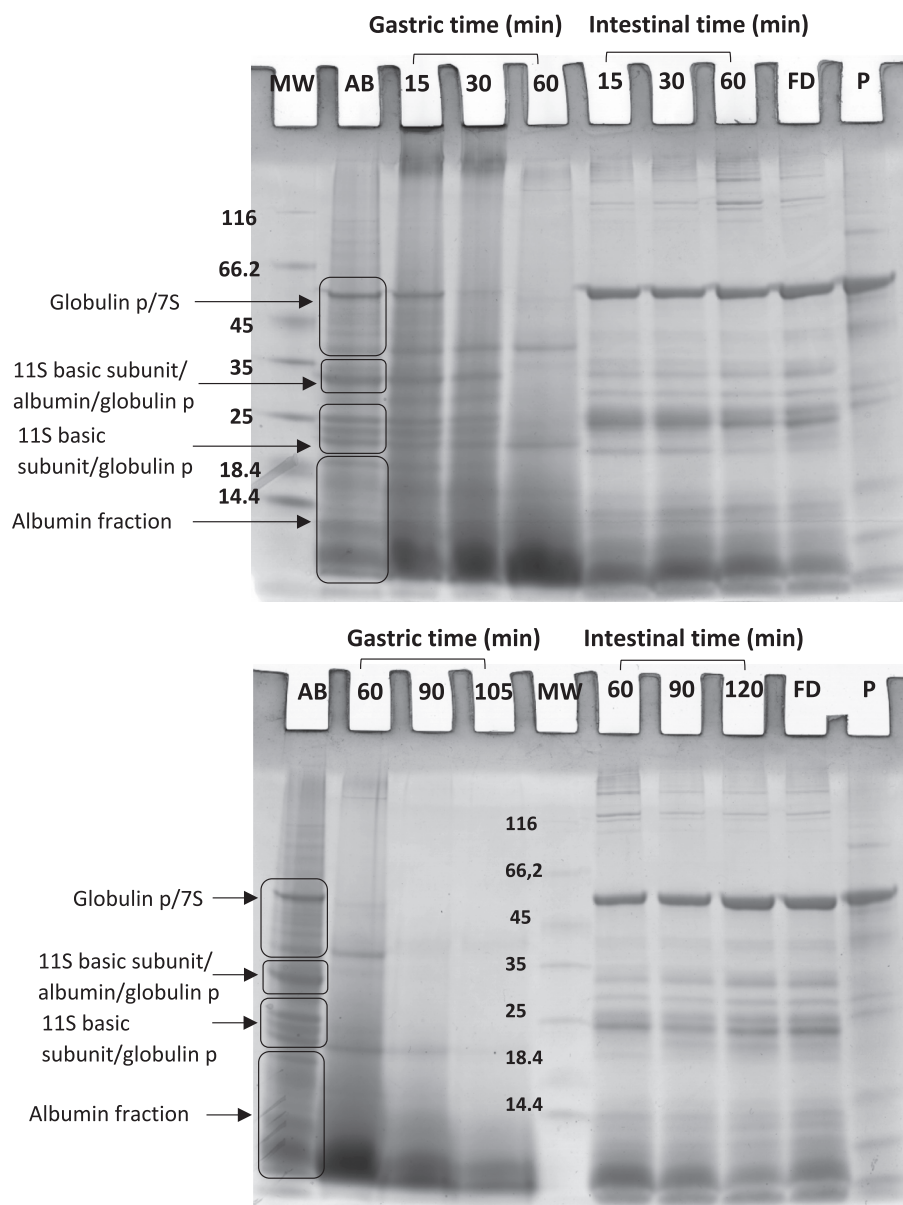 Gastric time (min) Intestinal time (min)
MW AB 15 30 60 15 30 60 FD P
116
66.2
Globulin p/7S
45
11S basic subunit/
albumin/globulin p
35
25
11S basic
subunit/globulin p
18.4
14.4
Albumin fraction
Gastric time (min) Intestinal time (min)
AB 60 90 105 MW 60 90 120 FD P
116
66,2
Globulin p/7S
45
11S basic subunit/
albumin/globulin p
35
11S basic
subunit/globulin p
25
18.4
Albumin fraction
14.4